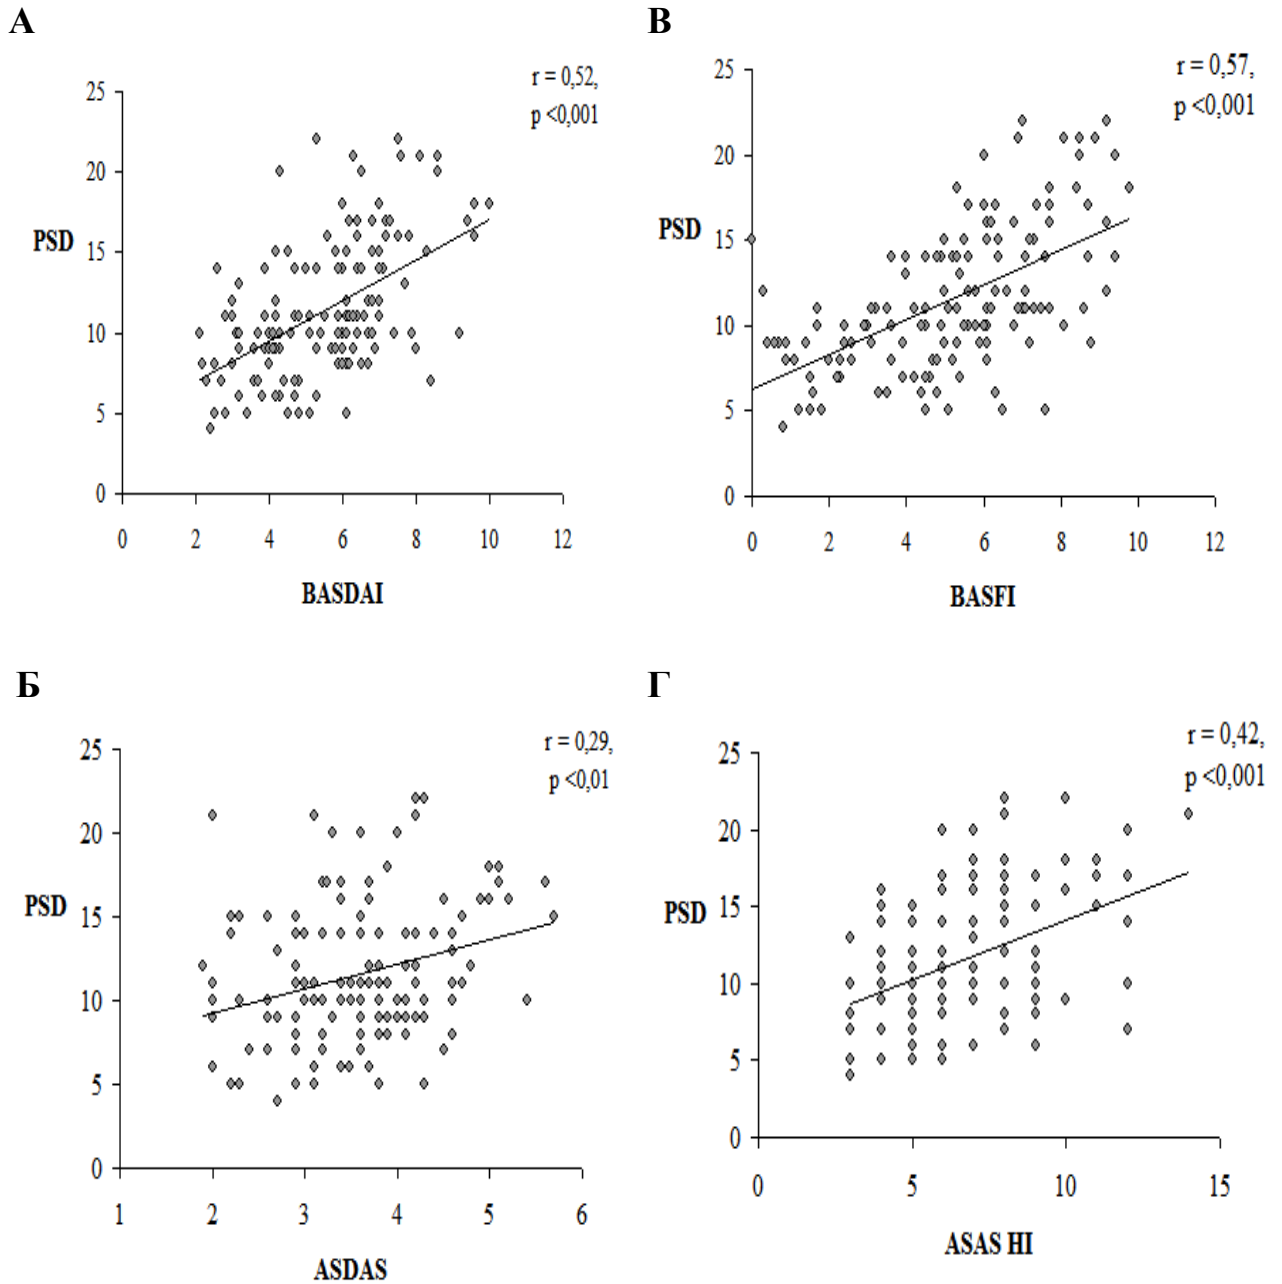 А
r = 0,52,
p <0,001
25
20
PSD
15
10
5
0
0 2 4 6 8 10 12
BASDAI
В
r = 0,57,
p <0,001
25
20
PSD
15
10
5
0
0 2 4 6 8 10 12
BASFI
Б
r = 0,29,
p <0,01
25
20
PSD
15
10
5
0
1 2 3 4 5 6
ASDAS
Г
r = 0,42,
p <0,001
25
20
PSD
15
10
5
0
0 5 10 15
ASAS HI